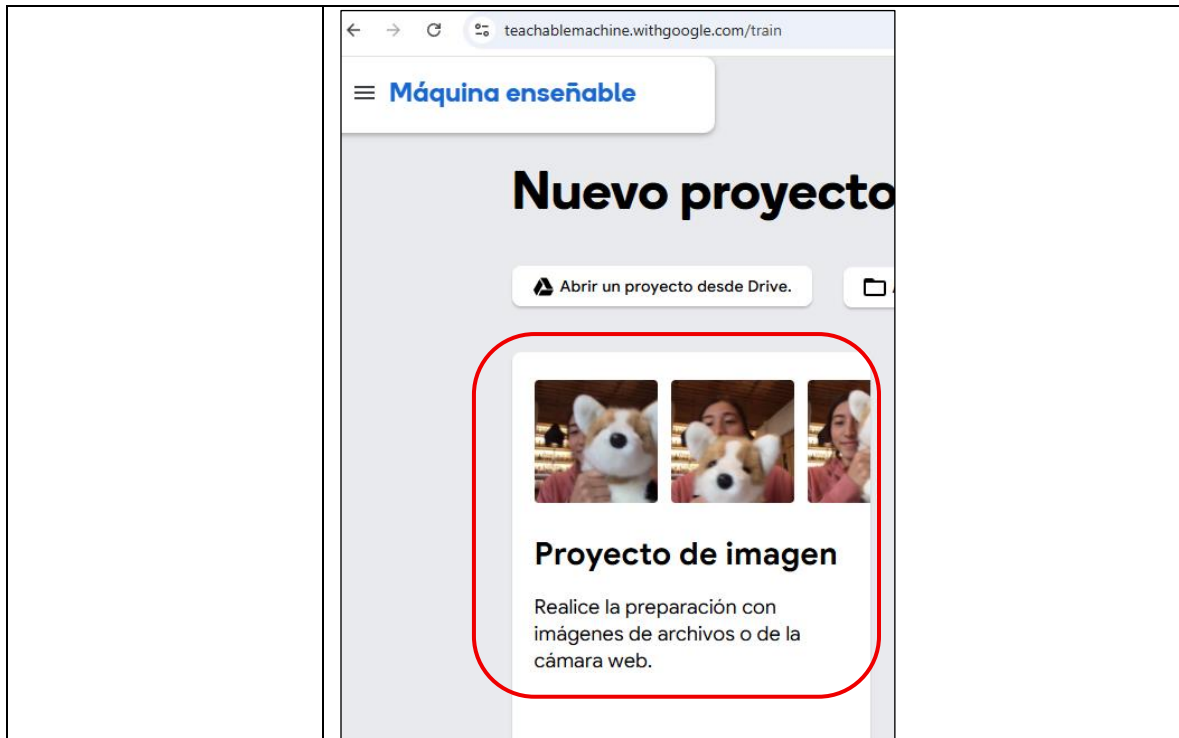 teachablemachine.withgoogle.com/train
Máquina enseñable
Nuevo proyecto
Abrir un proyecto desde Drive.
Proyecto de imagen
Realice la preparación con
imágenes de archivos o de la
cámara web.